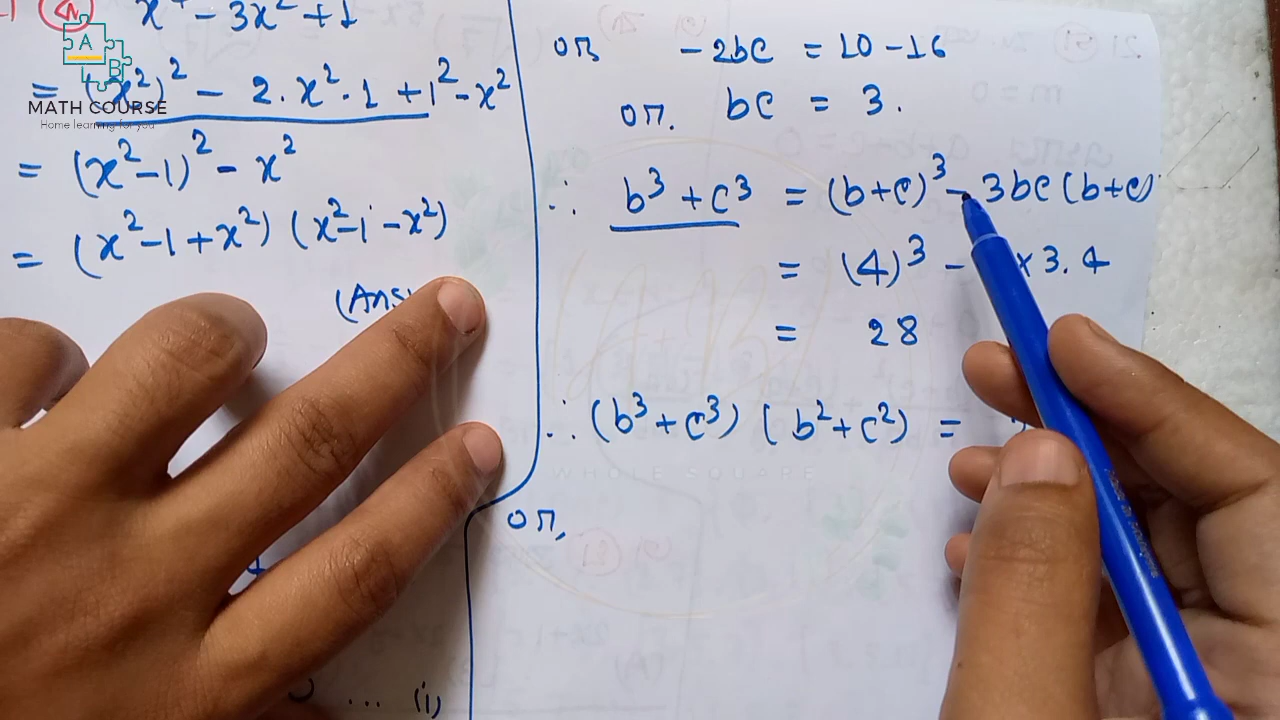 x⁴ - 3x² + 1
= (x²)² - 2.x².1 + 1² - x²
MATH COURSE
Home learning for you
= (x²-1)² - x²
= (x²-1+x²) (x²-1-x²)
(Ans
... (i)
or -2bc = 10-16
or. bc = 3.
∴ b³ + c³ = (b+c)³ - 3bc (b+c)
= (4)³ - x 3.4
= 28
∴ (b³+c³) (b²+c²) =
or,
WHOLE SQUARE